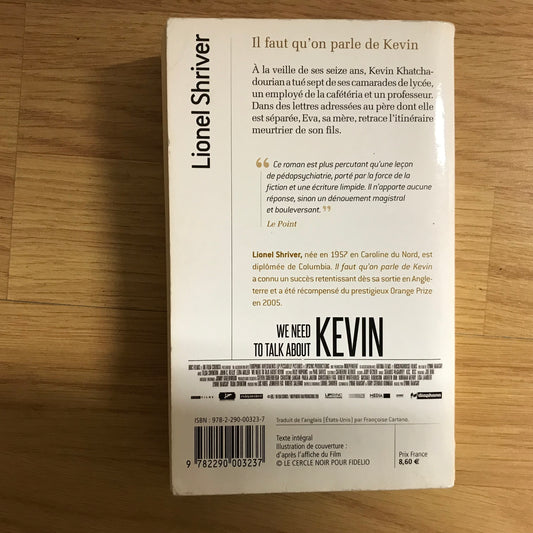 Lionel Shriver
Il faut qu'on parle de Kevin
À la veille de ses seize ans, Kevin Khatcha-
dourian a tué sept de ses camarades de lycée,
un employé de la cafétéria et un professeur.
Dans des lettres adressées au père dont elle
est séparée, Eva, sa mère, retrace l'itinéraire
meurtrier de son fils.
“ Ce roman est plus percutant qu'une leçon
de pédopsychiatrie, porté par la force de la
fiction et une écriture limpide. Il n'apporte aucune
réponse, sinon un dénouement magistral
et bouleversant. ”
Le Point
Lionel Shriver, née en 1957 en Caroline du Nord, est
diplômée de Columbia. Il faut qu'on parle de Kevin
a connu un succès retentissant dès sa sortie en Angle-
terre et a été récompensé du prestigieux Orange Prize
en 2005.
WE NEED
TO TALK ABOUT
KEVIN
diaphana
ISBN : 978-2-290-00323-7
Traduit de l'anglais (États-Unis) par Françoise Cartano.
Texte intégral
Illustration de couverture :
d'après l'affiche du Film
© LE CERCLE NOIR POUR FIDELIO
9 782290 003237
Prix France
8,60 €